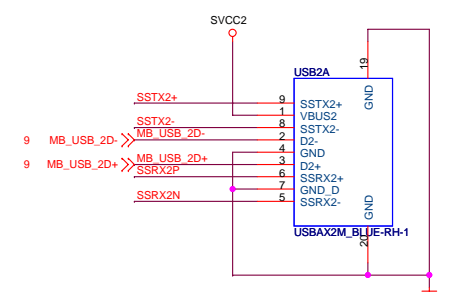 SVCC2
USB2A
19
GND
SSTX2+ 9 SSTX2+
1 VBUS2
SSTX2- 8 SSTX2-
9 MB_USB_2D- MB_USB_2D- 2 D2-
4 GND
9 MB_USB_2D+ MB_USB_2D+ 3 D2+
SSRX2P 6 SSRX2+
7 GND_D
SSRX2N 5 SSRX2-
GND
USBAX2M_BLUE-RH-1
20